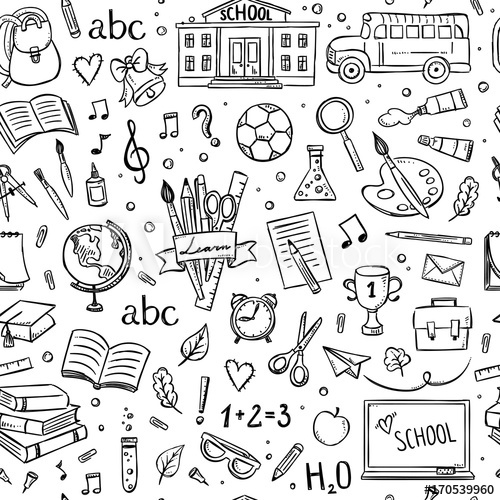 abc
SCHOOL
?
Learn
1
abc
!
1+2=3
SCHOOL
H2O
#170539960